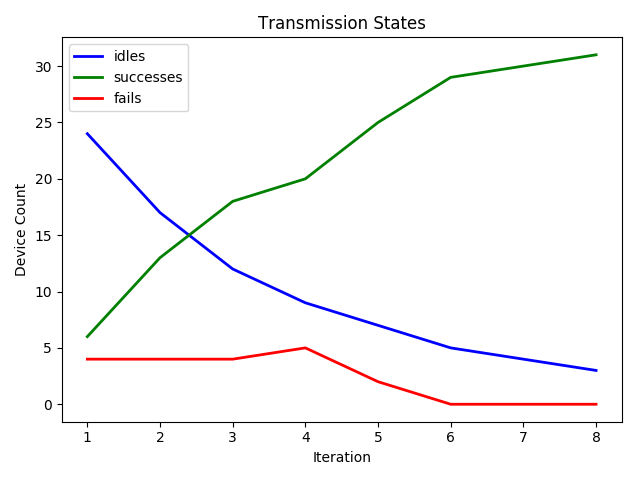 Transmission States
idles
successes
fails
Device Count
30
25
20
15
10
5
0
1 2 3 4 5 6 7 8
Iteration